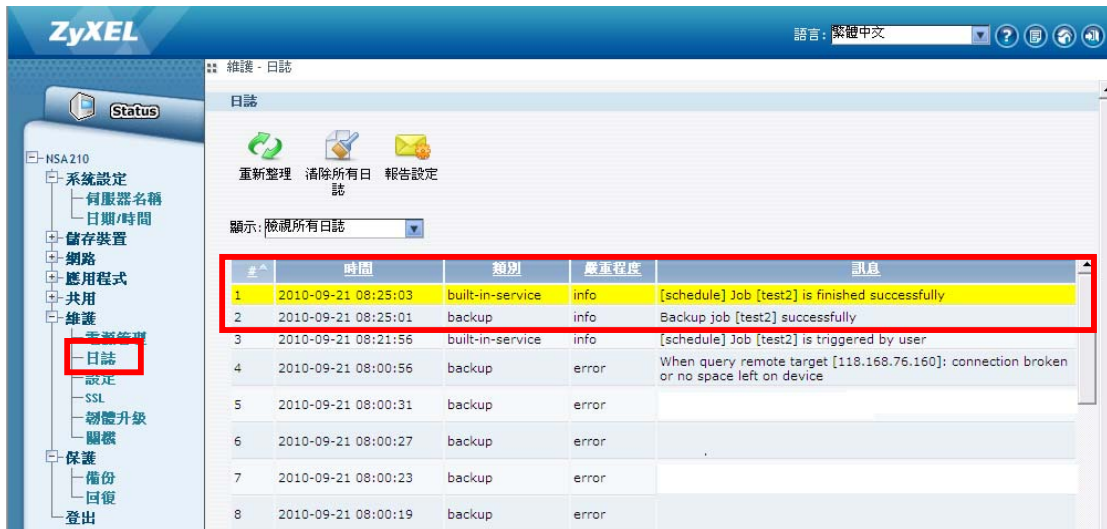 ZyXEL
語言: 繁體中文
維護 - 日誌
Status
日誌
重新整理
清除所有日誌
報告設定
顯示: 檢視所有日誌
NSA210
系統設定
伺服器名稱
日期/時間
儲存裝置
網路
應用程式
共用
維護
電源管理
日誌
設定
SSL
韌體升級
關機
保護
備份
回復
登出
# 時間 類別 嚴重程度 訊息
1 2010-09-21 08:25:03 built-in-service info [schedule] Job [test2] is finished successfully
2 2010-09-21 08:25:01 backup info Backup job [test2] successfully
3 2010-09-21 08:21:56 built-in-service info [schedule] Job [test2] is triggered by user
4 2010-09-21 08:00:56 backup error When query remote target [118.168.76.160]: connection broken
or no space left on device
5 2010-09-21 08:00:31 backup error
6 2010-09-21 08:00:27 backup error
7 2010-09-21 08:00:23 backup error
8 2010-09-21 08:00:19 backup error